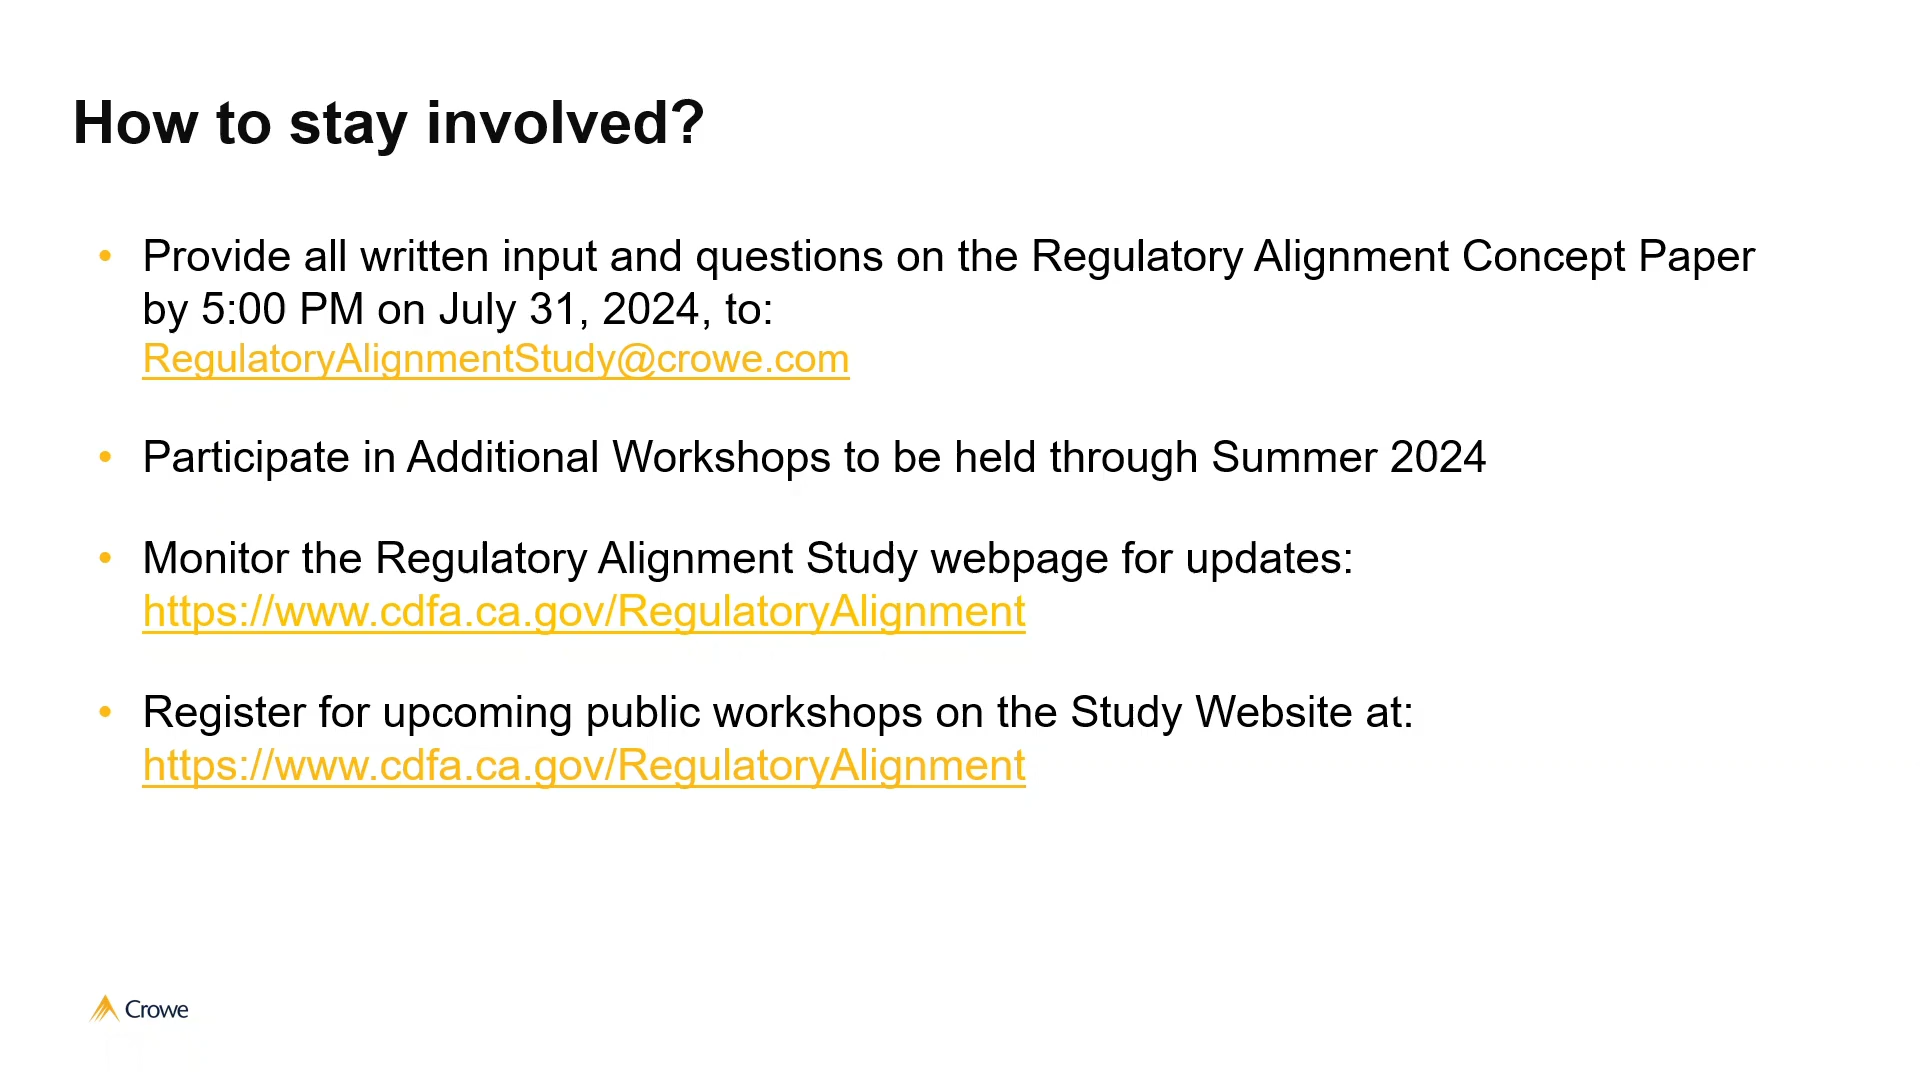 How to stay involved?
• Provide all written input and questions on the Regulatory Alignment Concept Paper
by 5:00 PM on July 31, 2024, to:
RegulatoryAlignmentStudy@crowe.com
• Participate in Additional Workshops to be held through Summer 2024
• Monitor the Regulatory Alignment Study webpage for updates:
https://www.cdfa.ca.gov/RegulatoryAlignment
• Register for upcoming public workshops on the Study Website at:
https://www.cdfa.ca.gov/RegulatoryAlignment
Crowe